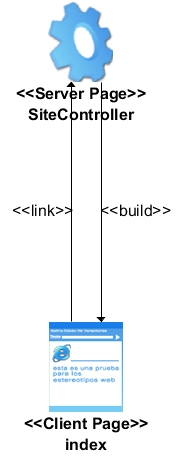 <<Server Page>>
SiteController
<<link>>
<<build>>
esta es una prueba
para los
estereotipos web
<<Client Page>>
index